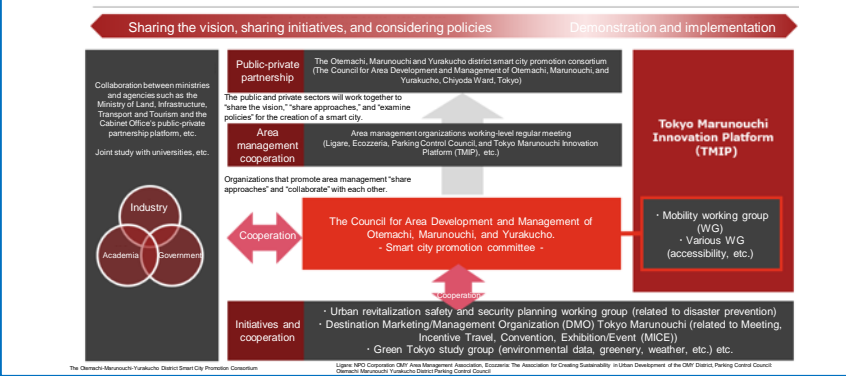 Sharing the vision, sharing initiatives, and considering policies
Demonstration and implementation
Collaboration between ministries
and agencies such as the
Ministry of Land, Infrastructure,
Transport and Tourism and the
Cabinet Office's public-private
partnership platform, etc.
Joint study with universities, etc.
Industry
Academia
Government
Public-private
partnership
The Otemachi, Marunouchi and Yurakucho district smart city promotion consortium
(The Council for Area Development and Management of Otemachi, Marunouchi, and
Yurakucho, Chiyoda Ward, Tokyo)
The public and private sectors will work together to
“share the vision,” “share approaches,” and “examine
policies” for the creation of a smart city.
Area
management
cooperation
Area management organizations working-level regular meeting
(Ligare, Ecozzeria, Parking Control Council, and Tokyo Marunouchi Innovation
Platform (TMIP), etc.)
Organizations that promote area management “share
approaches” and “collaborate” with each other.
Cooperation
The Council for Area Development and Management of
Otemachi, Marunouchi, and Yurakucho.
- Smart city promotion committee -
Cooperation
Tokyo Marunouchi
Innovation Platform
(TMIP)
・Mobility working group
(WG)
・Various WG
(accessibility, etc.)
Initiatives and
cooperation
・Urban revitalization safety and security planning working group (related to disaster prevention)
・Destination Marketing/Management Organization (DMO) Tokyo Marunouchi (related to Meeting,
Incentive Travel, Convention, Exhibition/Event (MICE))
・Green Tokyo study group (environmental data, greenery, weather, etc.) etc.
The Otemachi-Marunouchi-Yurakucho District Smart City Promotion Consortium
Ligare: NPO Corporation OMY Area Management Association, Ecozzeria: The Association for Creating Sustainability in Urban Development of the OMY District, Parking Control Council:
Otemachi Marunouchi Yurakucho District Parking Control Council